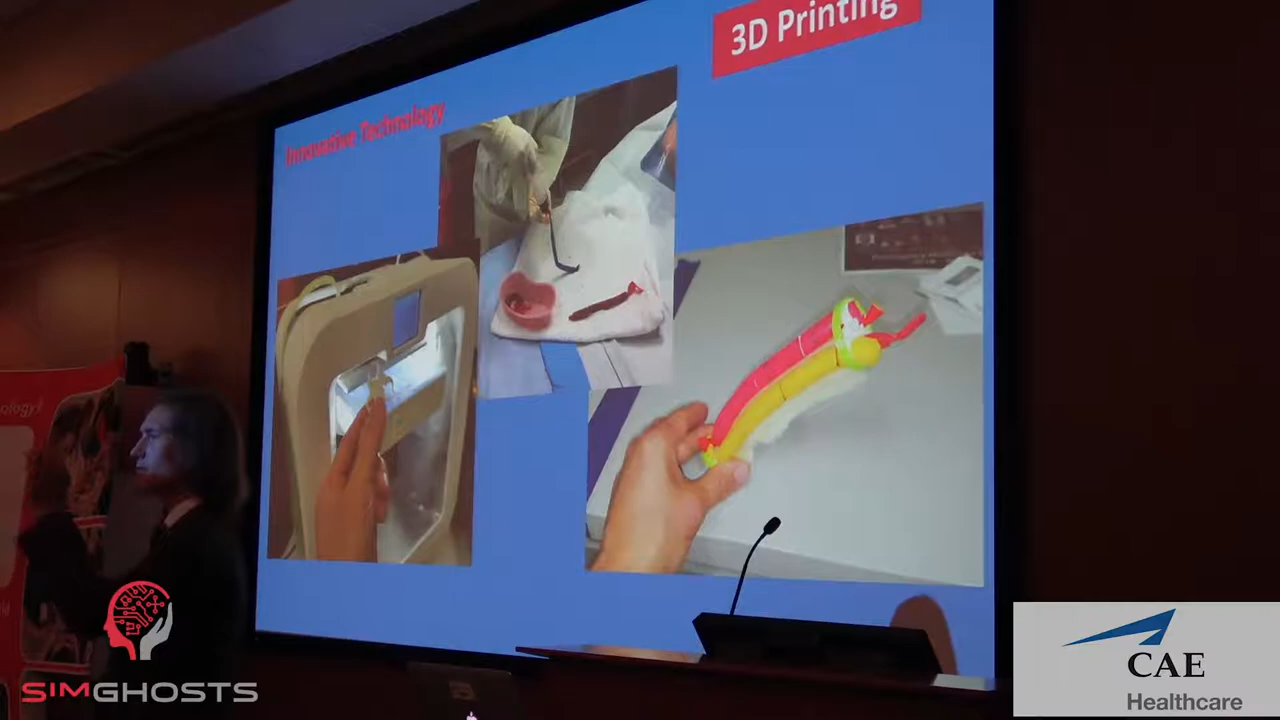 3D Printing
Innovative Technology
SIMGHOSTS
CAE
Healthcare